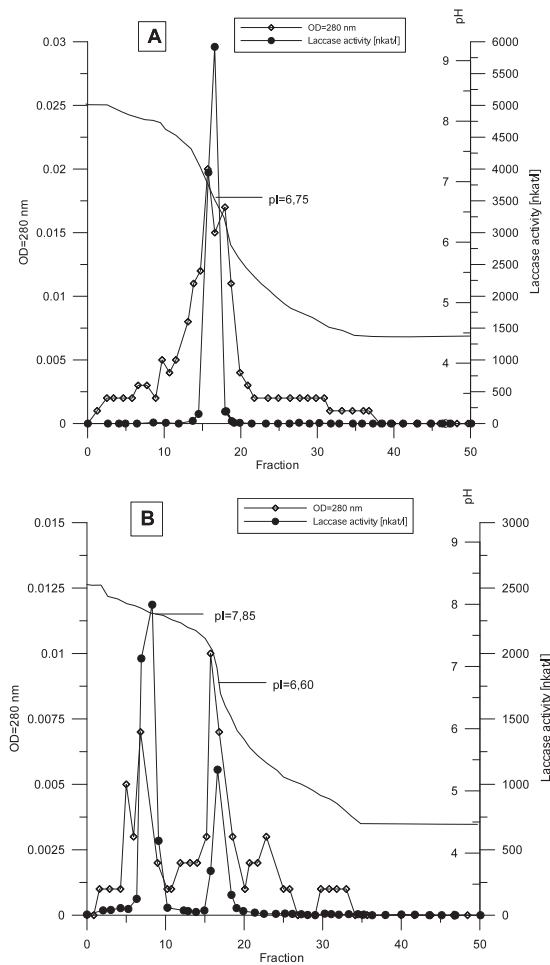 A
OD=280 nm
Laccase activity [nkat/l]
pH
0.03
0.025
0.02
0.015
0.01
0.005
0
OD=280 nm
9
8
7
6
5
4
6000
5500
5000
4500
4000
3500
3000
2500
2000
1500
1000
500
0
Laccase activity [nkat/l]
pI=6,75
0 10 20 30 40 50
Fraction
B
OD=280 nm
Laccase activity [nkat/l]
pH
0.015
0.0125
0.01
0.0075
0.005
0.0025
0
OD=280 nm
9
8
7
6
5
4
3000
2500
2000
1500
1000
500
0
Laccase activity [nkat/l]
pI=7,85
pI=6,60
0 10 20 30 40 50
Fraction